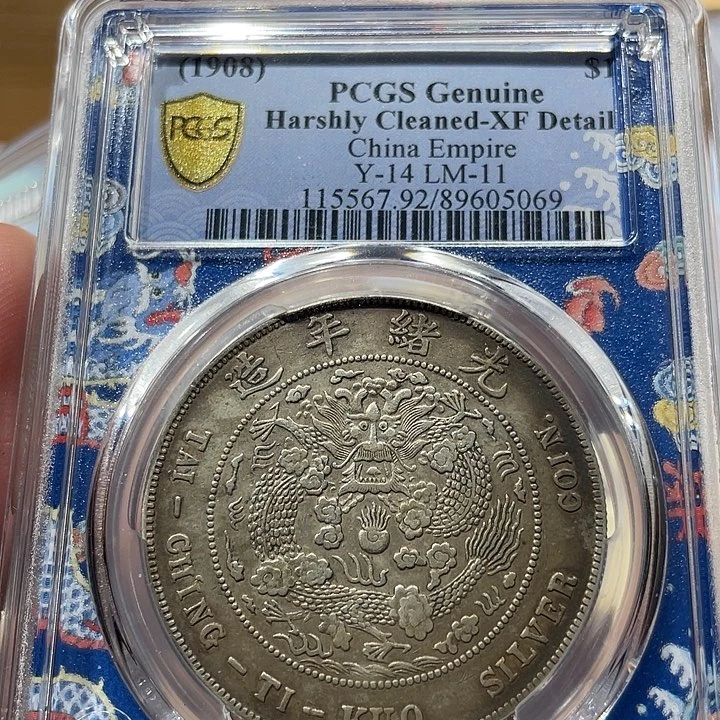 (1908) $1
PCGS Genuine
Harshly Cleaned-XF Detail
China Empire
Y-14 LM-11
115567.92/89605069
PCGS
光緒年造
TAI-CHING-TI-KUO SILVER COIN.